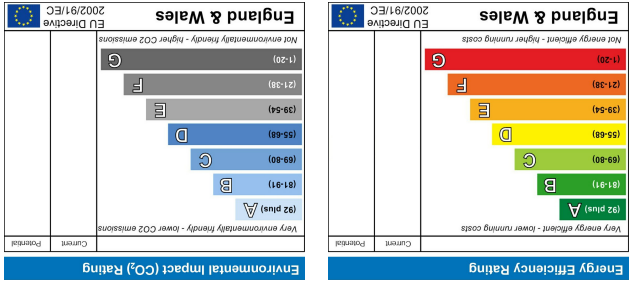 Energy Efficiency Rating
Current
Potential
Very energy efficient - lower running costs
(92 plus) A
(81-91) B
(69-80) C
(55-68) D
(39-54) E
(21-38) F
(1-20) G
Not energy efficient - higher running costs
England & Wales
EU Directive
2002/91/EC
Environmental Impact (CO₂) Rating
Current
Potential
Very environmentally friendly - lower CO2 emissions
(92 plus) A
(81-91) B
(69-80) C
(55-68) D
(39-54) E
(21-38) F
(1-20) G
Not environmentally friendly - higher CO2 emissions
England & Wales
EU Directive
2002/91/EC